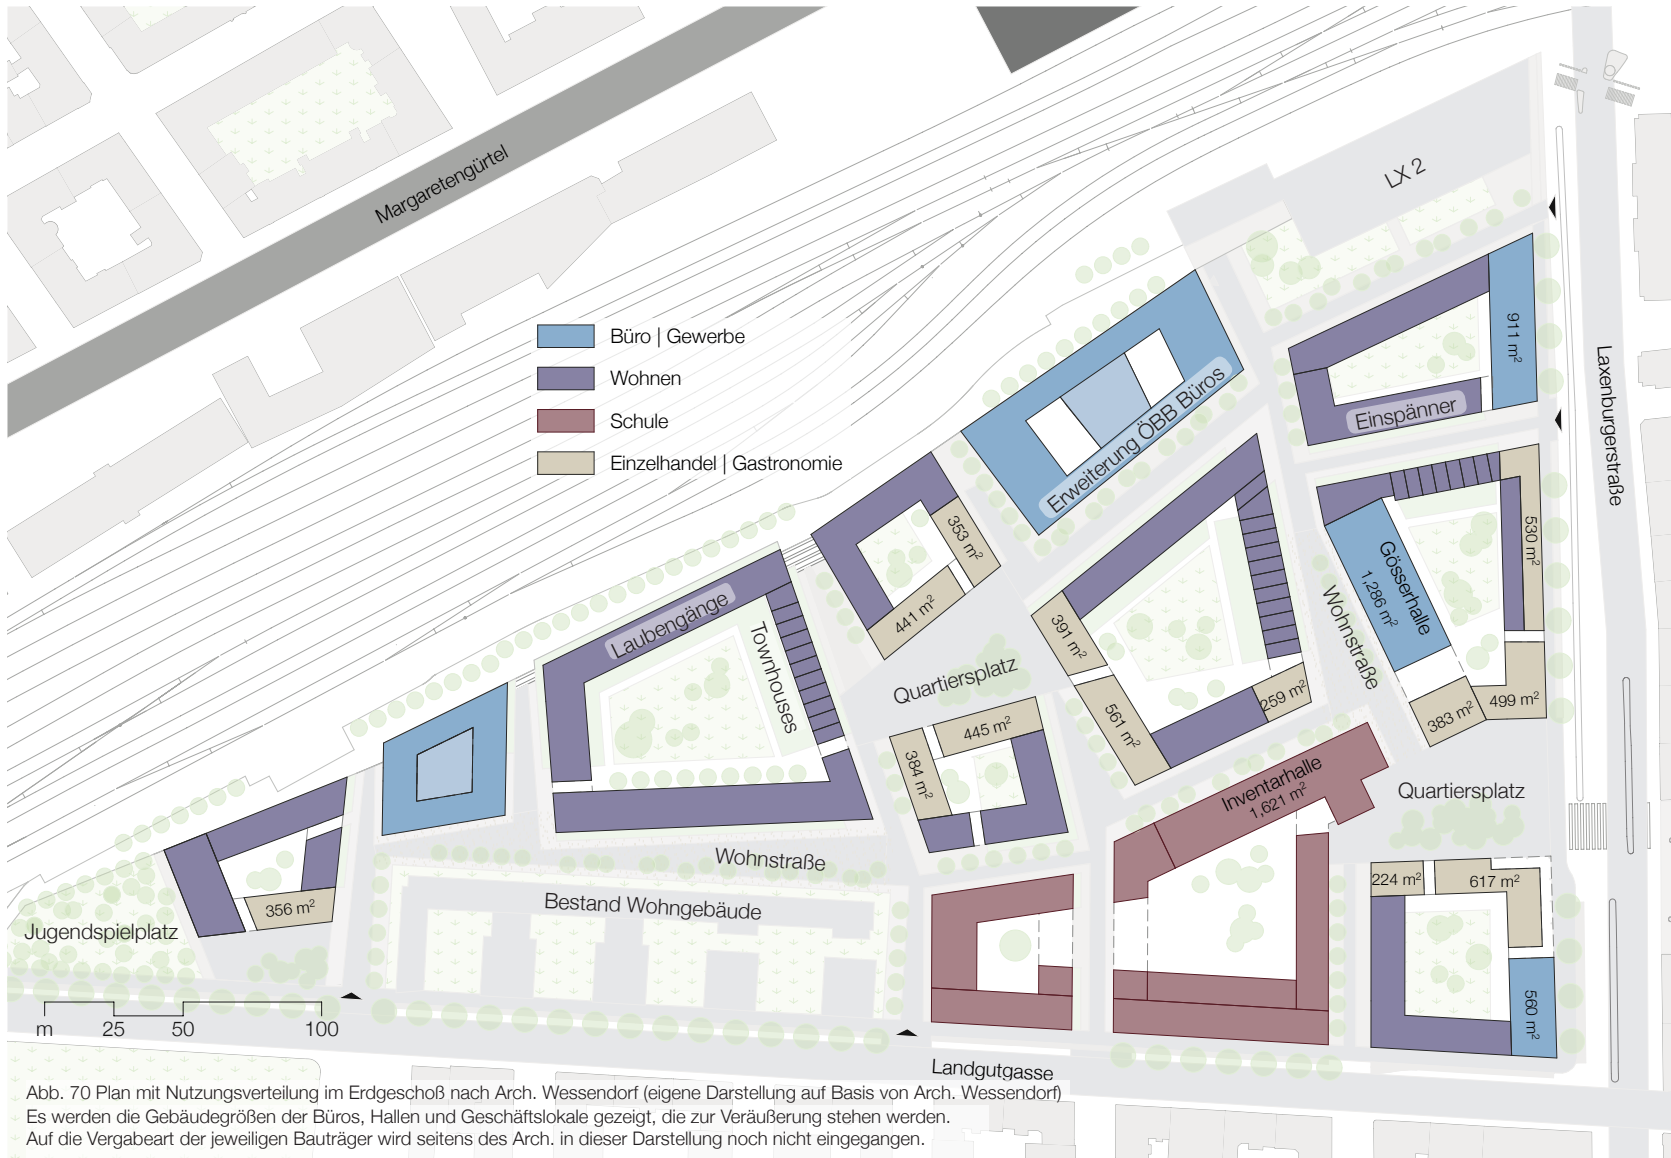 Margaretengürtel
LX 2
Büro | Gewerbe
Wohnen
Schule
Einzelhandel | Gastronomie
911 m²
Laxenburgerstraße
Erweiterung ÖBB Büros
Einspänner
353 m²
441 m²
530 m²
Gösserhalle
1,286 m²
Laubengänge
Townhouses
391 m²
Wohnstraße
Quartiersplatz
561 m²
259 m²
383 m²
499 m²
445 m²
384 m²
Inventarhalle
1,621 m²
Quartiersplatz
Wohnstraße
224 m²
617 m²
Bestand Wohngebäude
356 m²
Jugendspielplatz
560 m²
m 25 50 100
Landgutgasse
Abb. 70 Plan mit Nutzungsverteilung im Erdgeschoß nach Arch. Wessendorf (eigene Darstellung auf Basis von Arch. Wessendorf)
Es werden die Gebäudegrößen der Büros, Hallen und Geschäftslokale gezeigt, die zur Veräußerung stehen werden.
Auf die Vergabeart der jeweiligen Bauträger wird seitens des Arch. in dieser Darstellung noch nicht eingegangen.